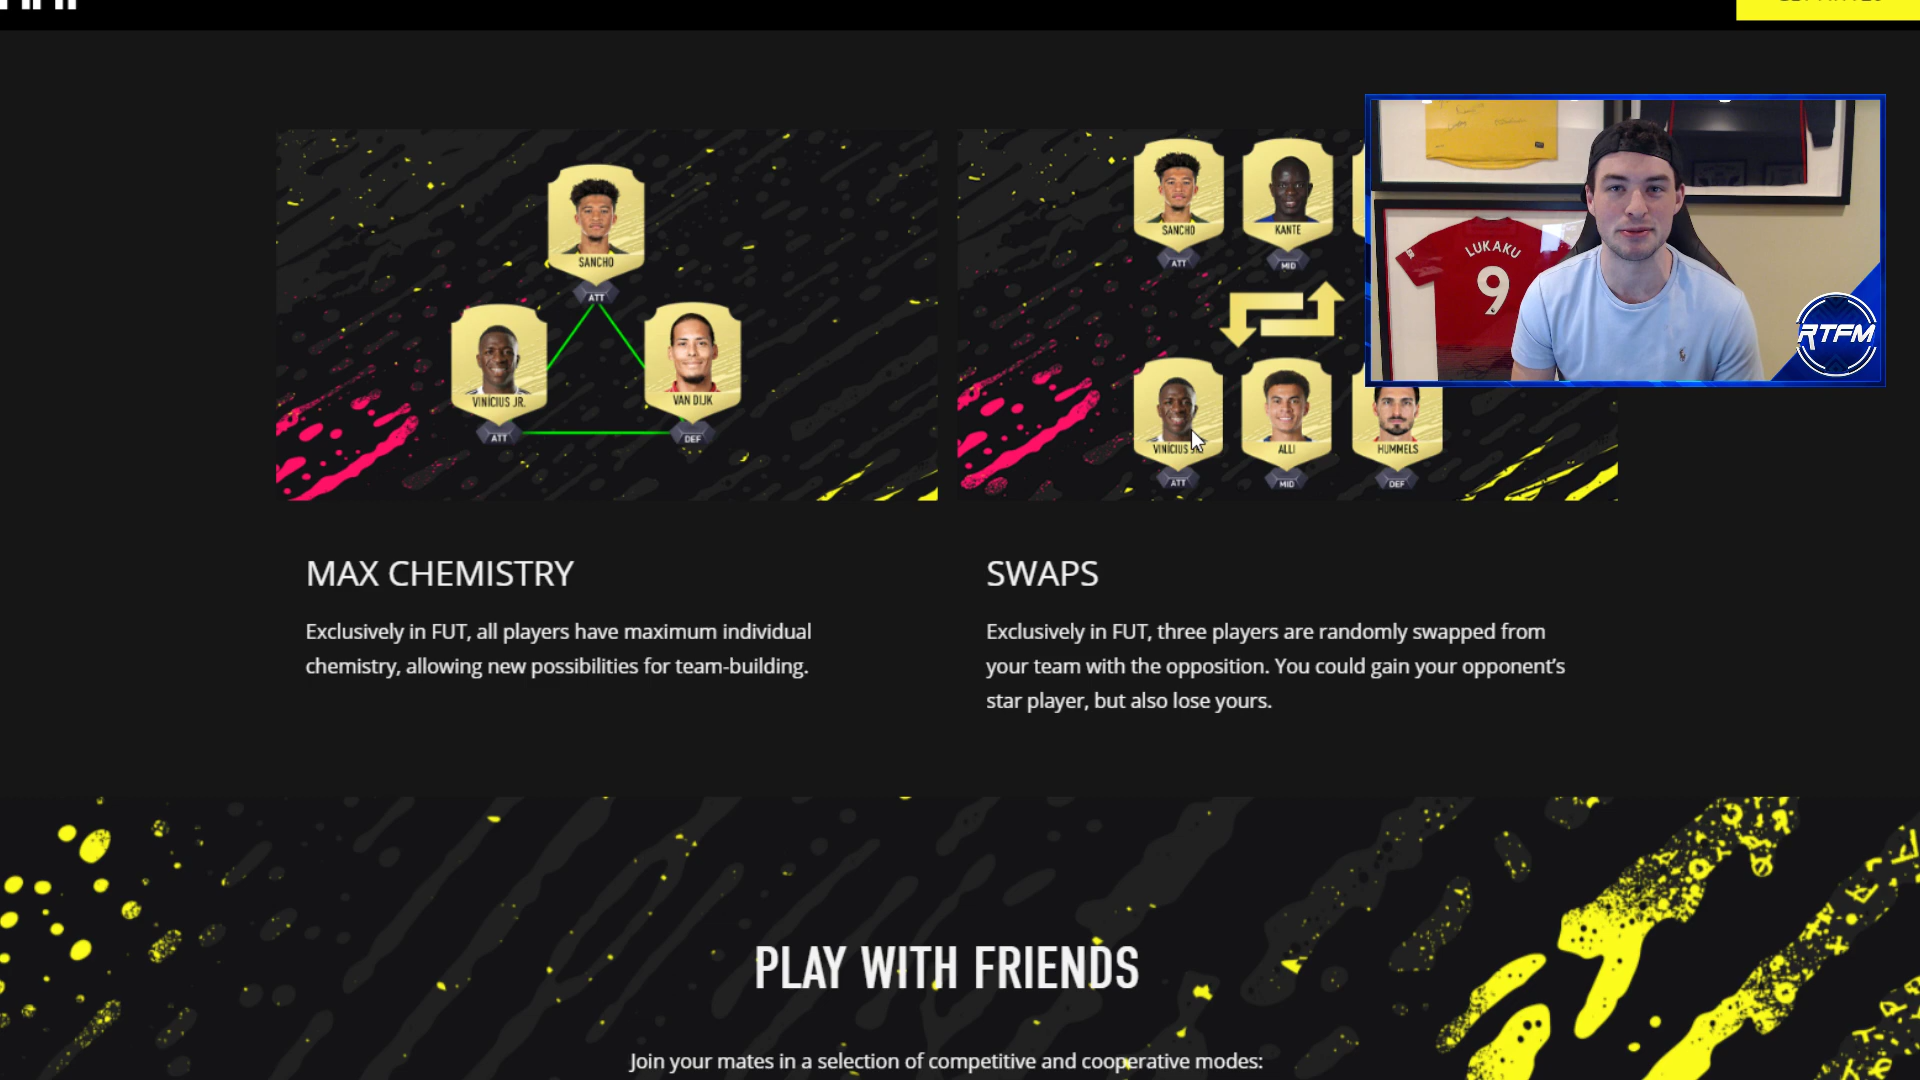 SANCHO
ATT
VINÍCIUS JR.
ATT
VAN DIJK
DEF
SANCHO
ATT
KANTE
MID
ATT
ALLI
MID
HUMMELS
DEF
LUKAKU
9
RTFM
MAX CHEMISTRY
Exclusively in FUT, all players have maximum individual
chemistry, allowing new possibilities for team-building.
SWAPS
Exclusively in FUT, three players are randomly swapped from
your team with the opposition. You could gain your opponent's
star player, but also lose yours.
PLAY WITH FRIENDS
Join your mates in a selection of competitive and cooperative modes: